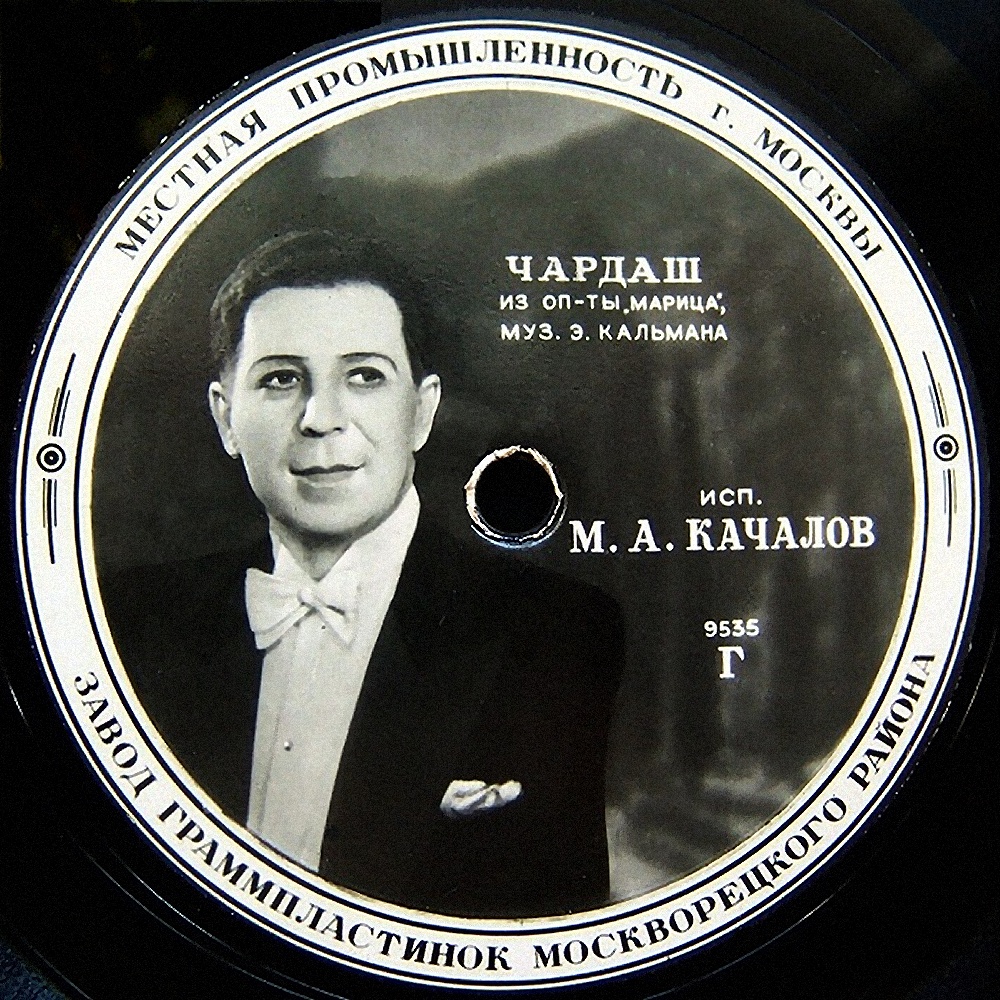 МЕСТНАЯ ПРОМЫШЛЕННОСТЬ г. МОСКВЫ
ЧАРДАШ
ИЗ ОП-ТЫ „МАРИЦА",
МУЗ. Э. КАЛЬМАНА
ИСП.
М. А. КАЧАЛОВ
9535
Г
ЗАВОД ГРАММПЛАСТИНОК МОСКВОРЕЦКОГО РАЙОНА